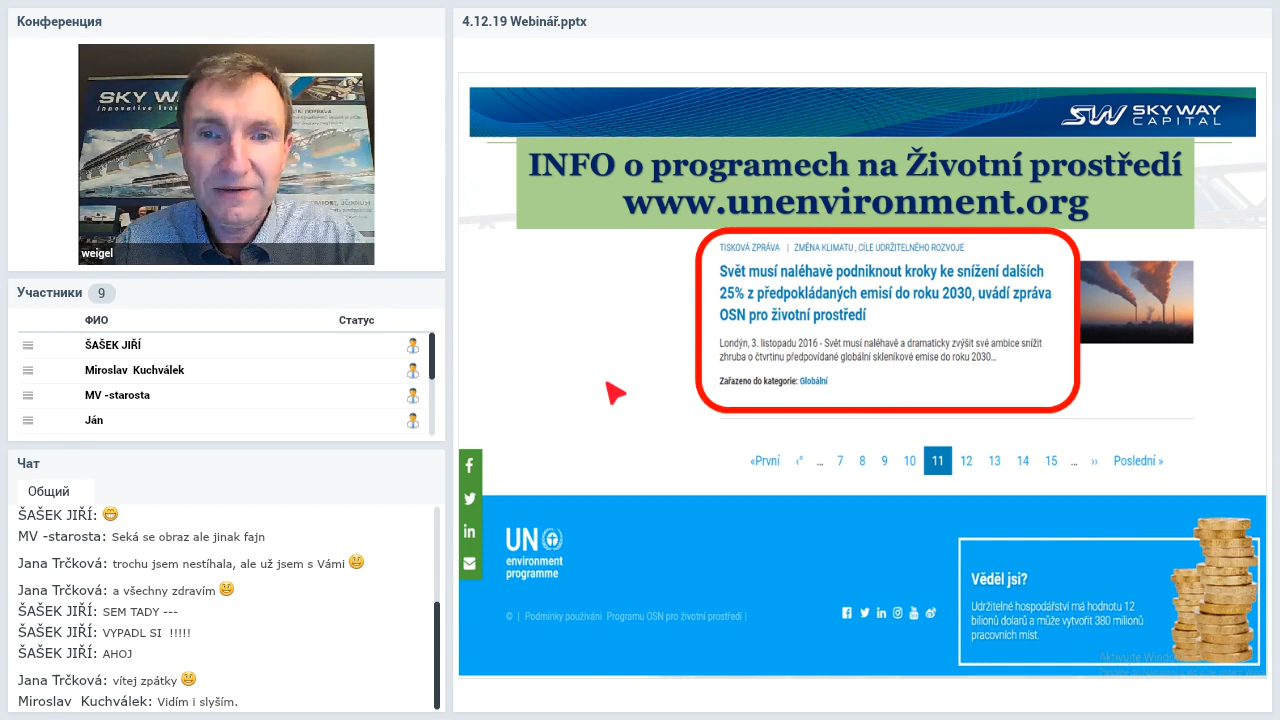 Конференция
SKY W
innovative
weigel
Участники 9
ФИО Статус
ŠAŠEK JIŘÍ
Miroslav Kuchválek
MV -starosta
Ján
Чат
Общий
ŠAŠEK JIŘÍ:
MV -starosta: Seká se obraz ale jinak fajn
Jana Trčková: trochu jsem nestíhala, ale už jsem s Vámi
Jana Trčková: a všechny zdravím
ŠAŠEK JIŘÍ: SEM TADY ---
ŠAŠEK JIŘÍ: VYPADL SI !!!!!
ŠAŠEK JIŘÍ: AHOJ
Jana Trčková: vítej zpátky
Miroslav Kuchválek: Vidím i slyším.
4.12.19 Webinář.pptx
SW SKY WAY
CAPITAL
INFO o programech na Životní prostředí
www.unenvironment.org
TISKOVÁ ZPRÁVA | ZMĚNA KLIMATU , CÍLE UDRŽITELNÉHO ROZVOJE
Svět musí naléhavě podniknout kroky ke snížení dalších
25% z předpokládaných emisí do roku 2030, uvádí zpráva
OSN pro životní prostředí
Londýn, 3. listopadu 2016 - Svět musí naléhavě a dramaticky zvýšit své ambice snížit
zhruba o čtvrtinu předpovídané globální skleníkové emise do roku 2030...
Zařazeno do kategorie: Globální
«První ‹° ... 7 8 9 10 11 12 13 14 15 ... ›› Poslední »
UN
environment
programme
© | Podmínky používání Programu OSN pro životní prostředí |
Věděl jsi?
Udržitelné hospodářství má hodnotu 12
bilionů dolarů a může vytvořit 380 milionů
pracovních míst.